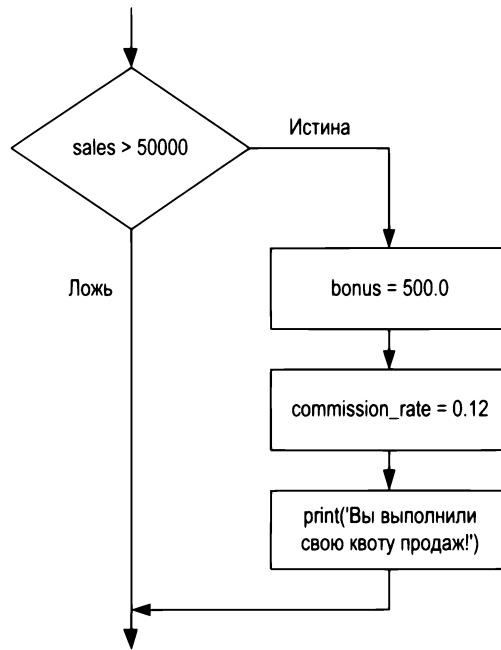 sales > 50000
Истина
Ложь
bonus = 500.0
commission_rate = 0.12
print('Вы выполнили
свою квоту продаж!')